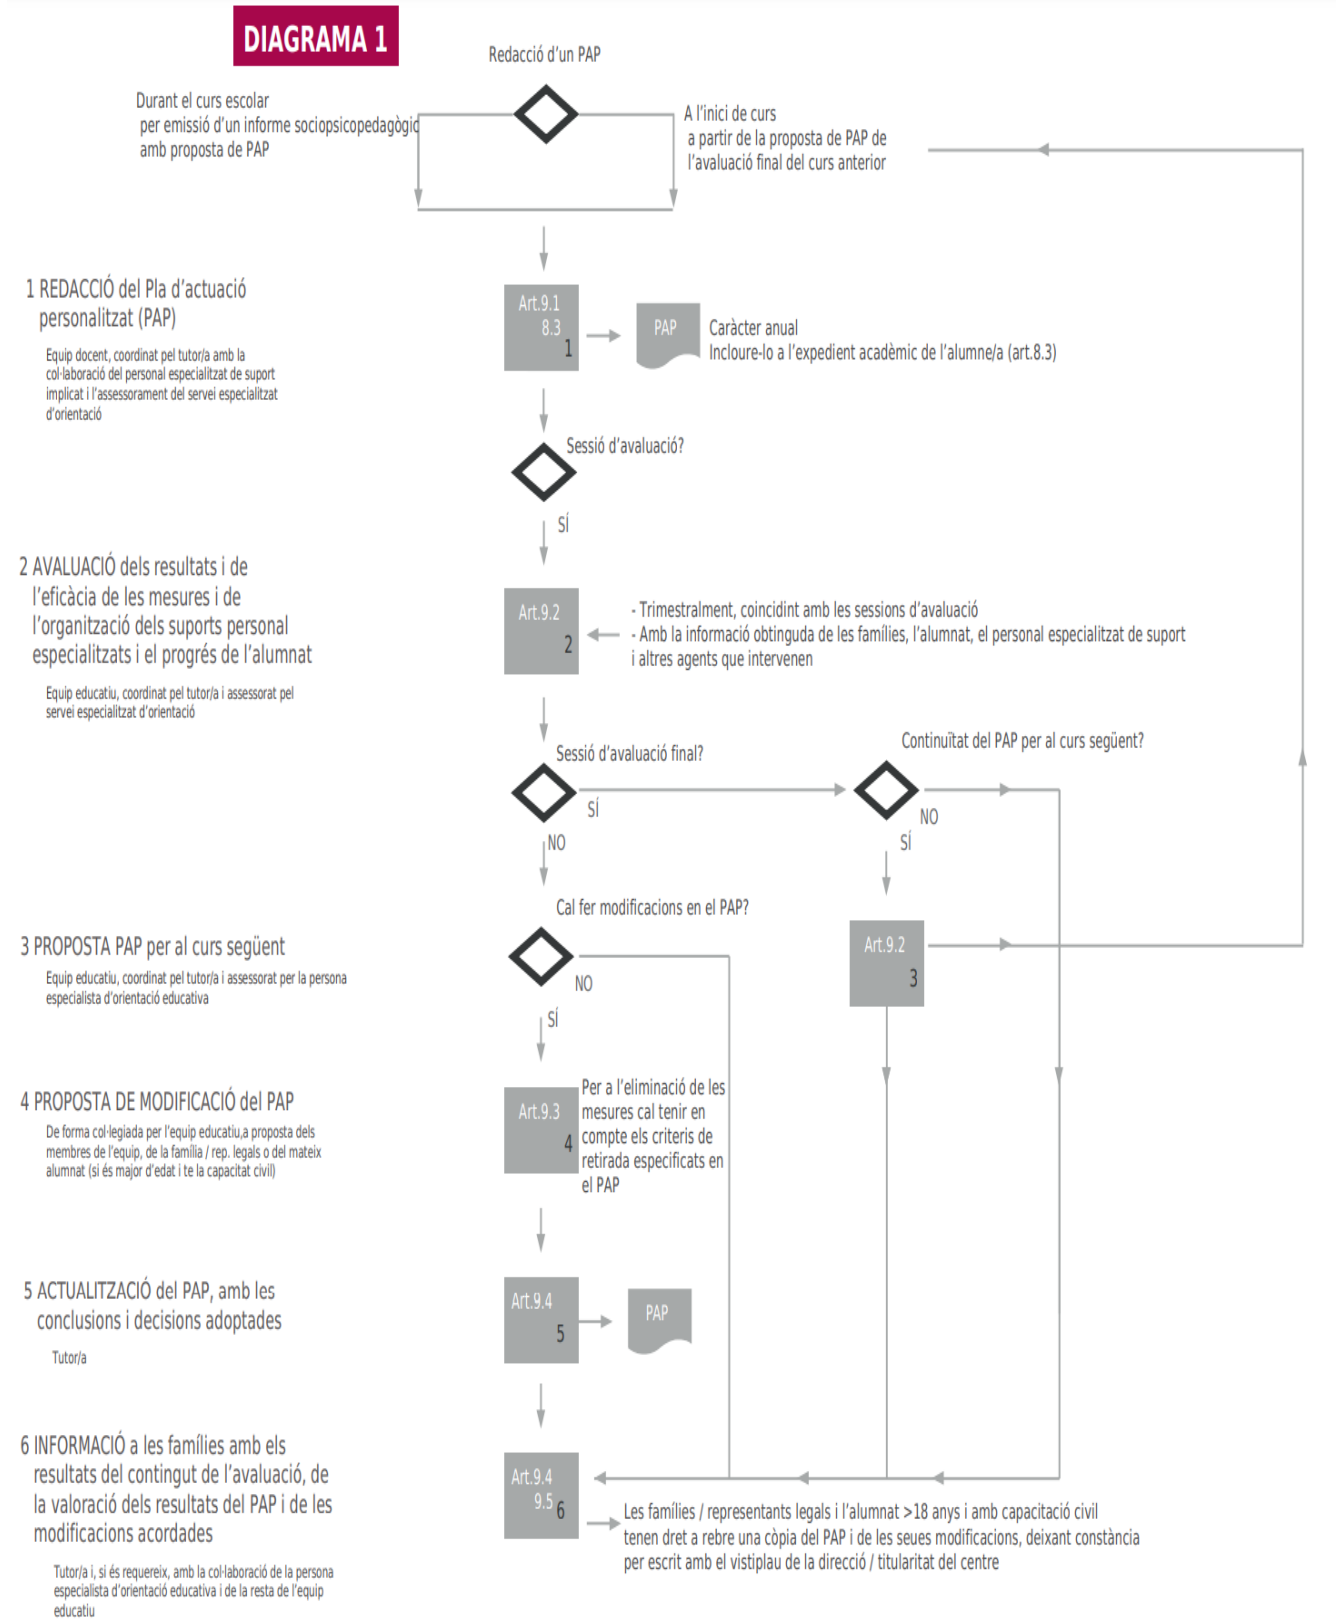 DIAGRAMA 1
Redacció d'un PAP
Durant el curs escolar
per emissió d'un informe sociopsicopedagògic
amb proposta de PAP
A l'inici de curs
a partir de la proposta de PAP de
l'avaluació final del curs anterior
1 REDACCIÓ del Pla d'actuació
personalitzat (PAP)
Equip docent, coordinat pel tutor/a amb la
col·laboració del personal especialitzat de suport
implicat i l'assessorament del servei especialitzat
d'orientació
Art.9.1
8.3
1
PAP
Caràcter anual
Incloure-lo a l'expedient acadèmic de l'alumne/a (art.8.3)
Sessió d'avaluació?
SÍ
2 AVALUACIÓ dels resultats i de
l'eficàcia de les mesures i de
l'organització dels suports personal
especialitzats i el progrés de l'alumnat
Equip educatiu, coordinat pel tutor/a i assessorat pel
servei especialitzat d'orientació
Art.9.2
2
- Trimestralment, coincidint amb les sessions d'avaluació
- Amb la informació obtinguda de les famílies, l'alumnat, el personal especialitzat de suport
i altres agents que intervenen
Sessió d'avaluació final?
SÍ
NO
Continuïtat del PAP per al curs següent?
NO
SÍ
Cal fer modificacions en el PAP?
NO
SÍ
3 PROPOSTA PAP per al curs següent
Equip educatiu, coordinat pel tutor/a i assessorat per la persona
especialista d'orientació educativa
Art.9.2
3
4 PROPOSTA DE MODIFICACIÓ del PAP
De forma col·legiada per l'equip educatiu,a proposta dels
membres de l'equip, de la família / rep. legals o del mateix
alumnat (si és major d'edat i te la capacitat civil)
Art.9.3
4
Per a l'eliminació de les
mesures cal tenir en
compte els criteris de
retirada especificats en
el PAP
5 ACTUALITZACIÓ del PAP, amb les
conclusions i decisions adoptades
Tutor/a
Art.9.4
5
PAP
6 INFORMACIÓ a les famílies amb els
resultats del contingut de l'avaluació, de
la valoració dels resultats del PAP i de les
modificacions acordades
Tutor/a i, si és requereix, amb la col·laboració de la persona
especialista d'orientació educativa i de la resta de l'equip
educatiu
Art.9.4
9.5
6
Les famílies / representants legals i l'alumnat >18 anys i amb capacitació civil
tenen dret a rebre una còpia del PAP i de les seues modificacions, deixant constància
per escrit amb el vistiplau de la direcció / titularitat del centre